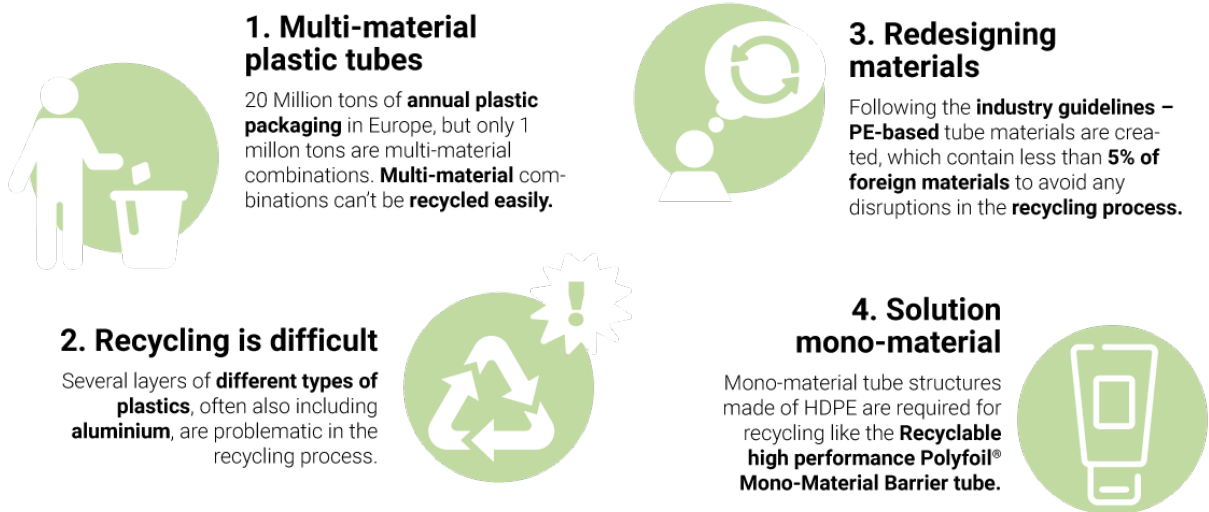 1. Multi-material
plastic tubes
20 Million tons of annual plastic
packaging in Europe, but only 1
millon tons are multi-material
combinations. Multi-material com-
binations can't be recycled easily.
2. Recycling is difficult
Several layers of different types of
plastics, often also including
aluminium, are problematic in the
recycling process.
3. Redesigning
materials
Following the industry guidelines –
PE-based tube materials are crea-
ted, which contain less than 5% of
foreign materials to avoid any
disruptions in the recycling process.
4. Solution
mono-material
Mono-material tube structures
made of HDPE are required for
recycling like the Recyclable
high performance Polyfoil®
Mono-Material Barrier tube.